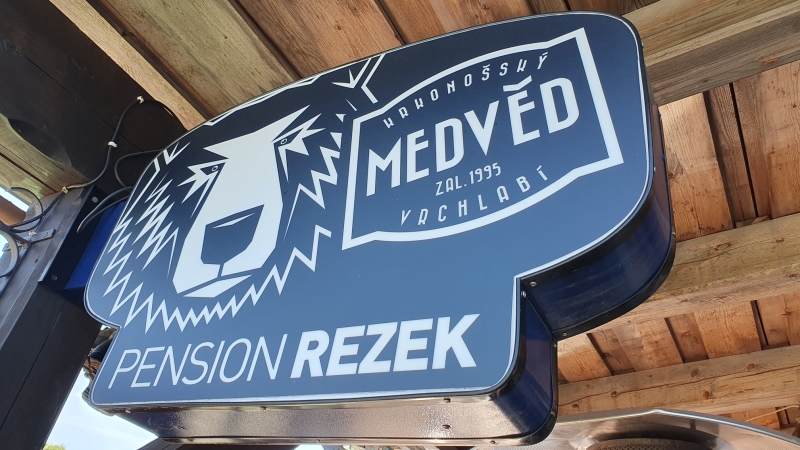 KRKONOŠSKÝ
MEDVĚD
ZAL. 1995
VRCHLABÍ
PENSION REZEK